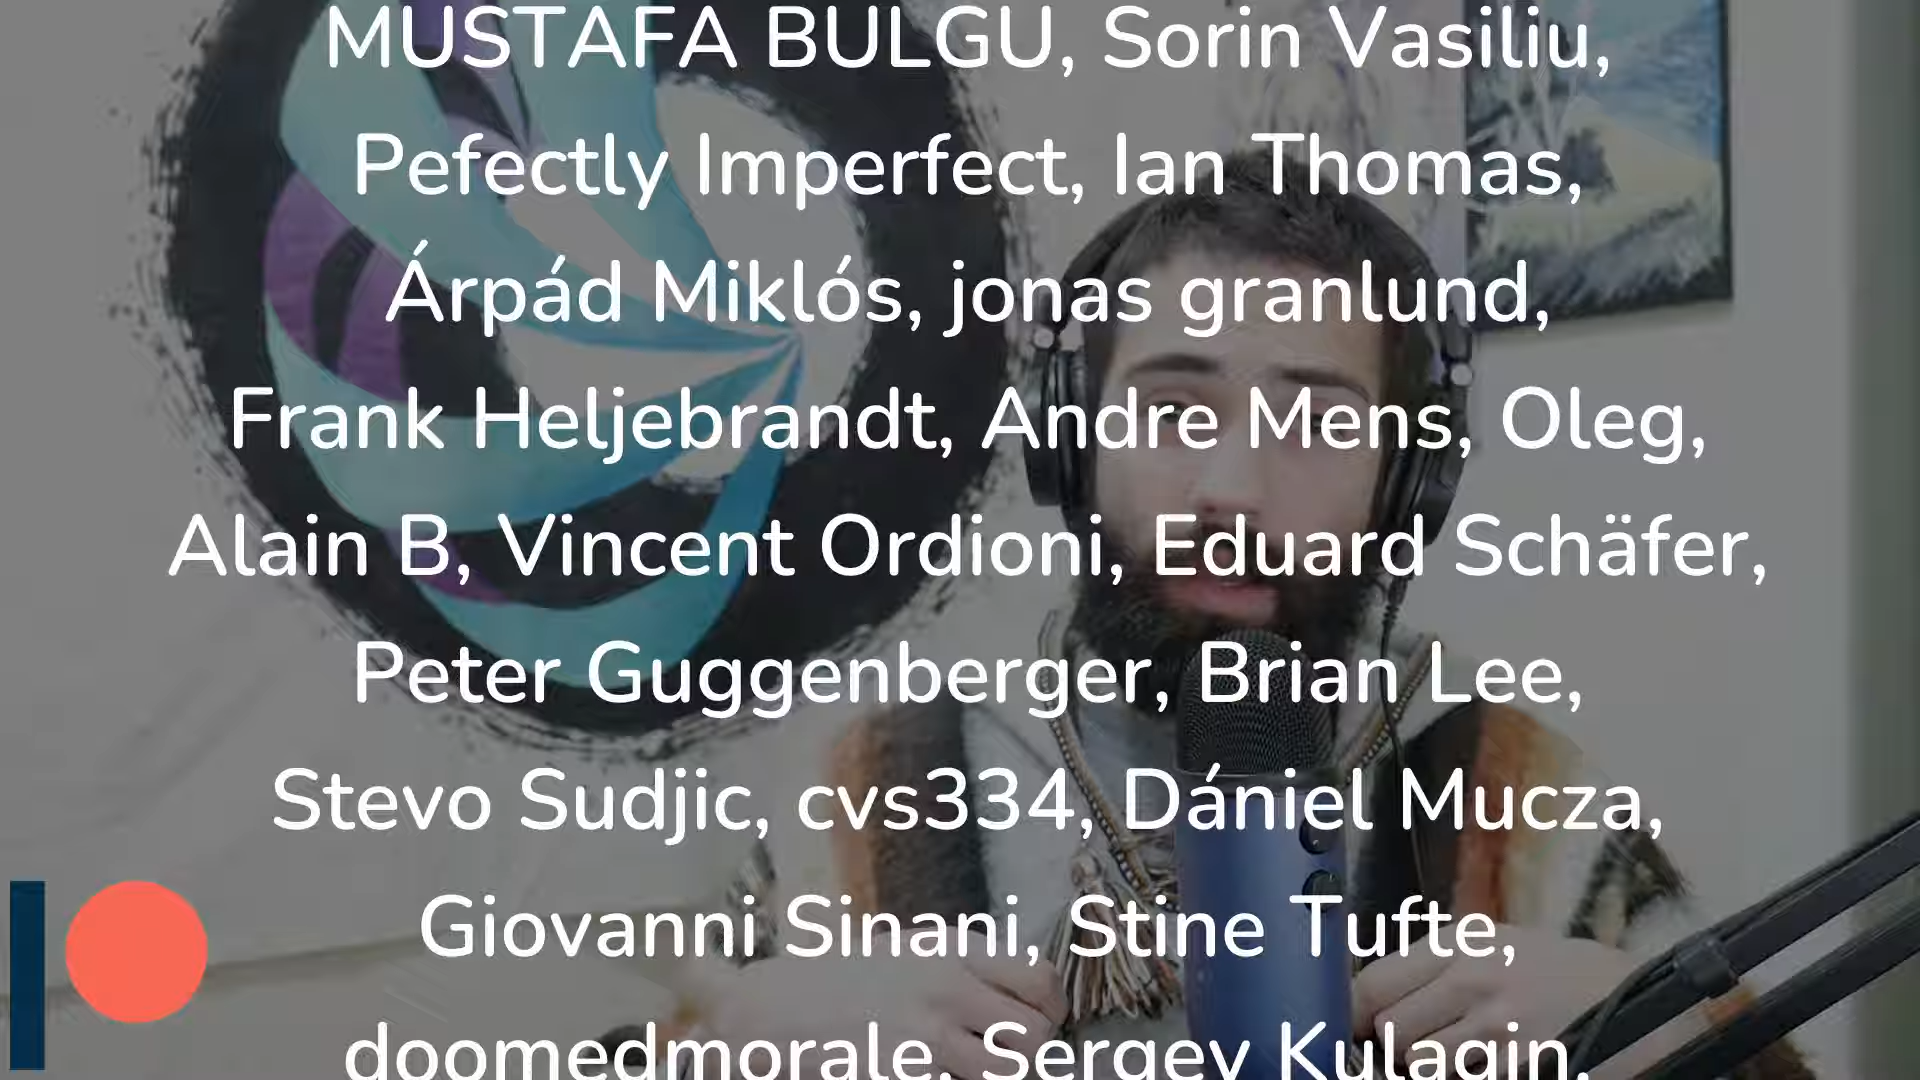 MUSTAFA BULGU, Sorin Vasiliu,
Pefectly Imperfect, Ian Thomas,
Árpád Miklós, jonas granlund,
Frank Heljebrandt, Andre Mens, Oleg,
Alain B, Vincent Ordioni, Eduard Schäfer,
Peter Guggenberger, Brian Lee,
Stevo Sudjic, cvs334, Dániel Mucza,
Giovanni Sinani, Stine Tufte,
doomedmorale, Sergey Kulagin,